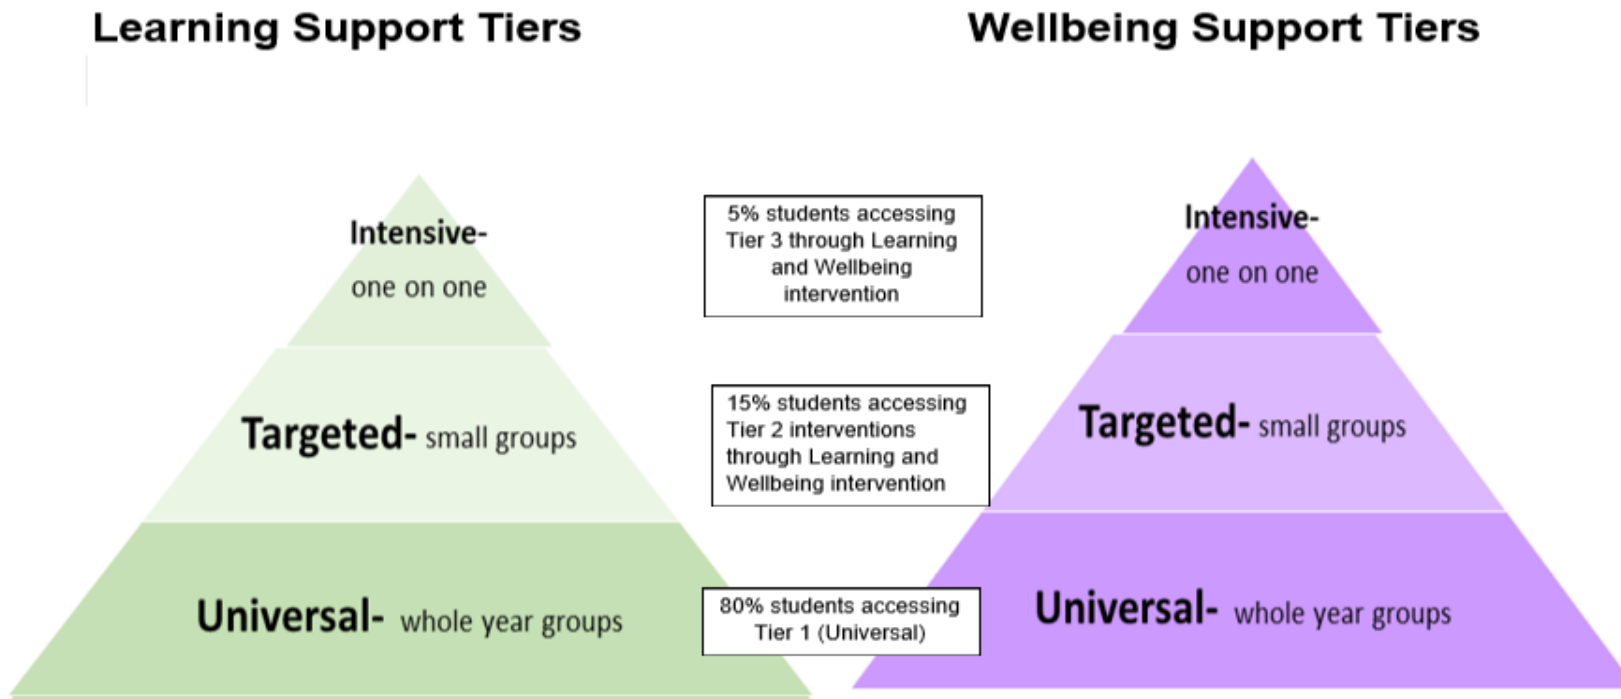 Learning Support Tiers
Wellbeing Support Tiers
Intensive-
one on one
Targeted- small groups
Universal- whole year groups
5% students accessing
Tier 3 through Learning
and Wellbeing
intervention
15% students accessing
Tier 2 interventions
through Learning and
Wellbeing intervention
80% students accessing
Tier 1 (Universal)
Intensive-
one on one
Targeted- small groups
Universal- whole year groups